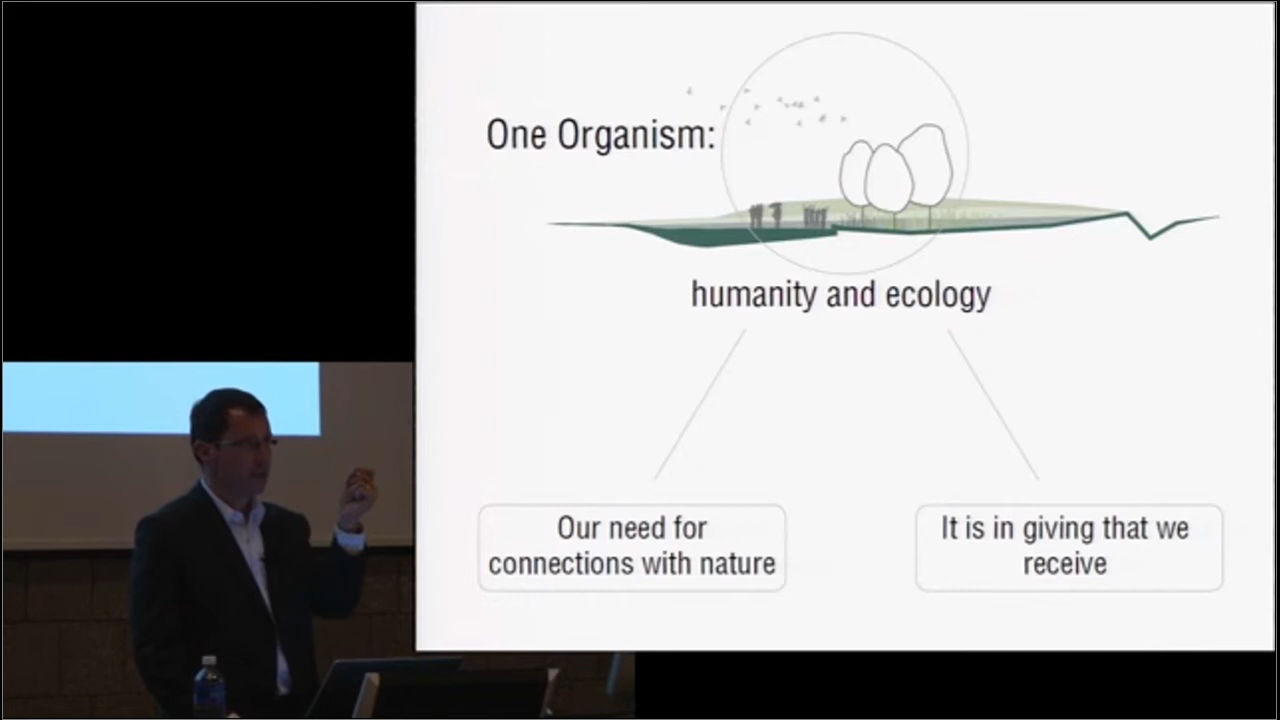 One Organism:
humanity and ecology
Our need for
connections with nature
It is in giving that we
receive